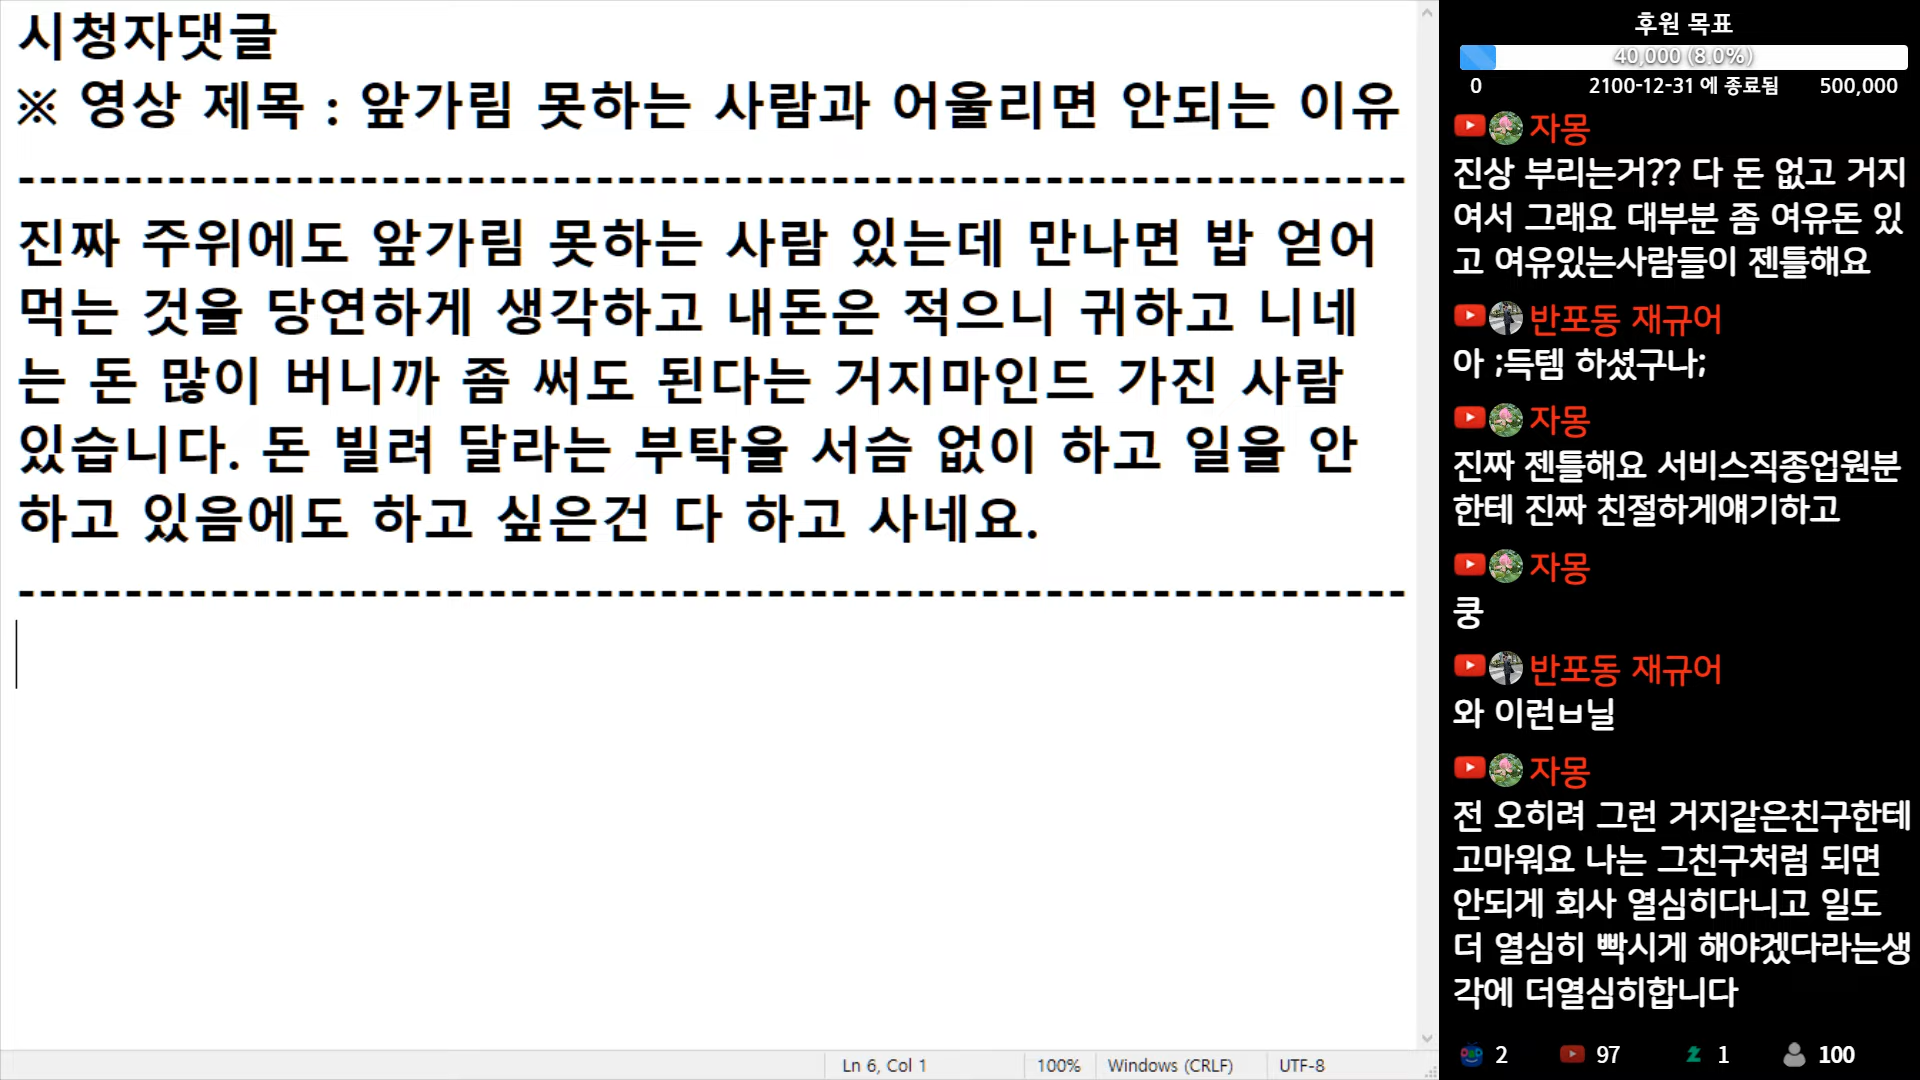 시청자댓글
※ 영상 제목 : 앞가림 못하는 사람과 어울리면 안되는 이유
------------------------------------------------------------------
진짜 주위에도 앞가림 못하는 사람 있는데 만나면 밥 얻어
먹는 것을 당연하게 생각하고 내돈은 적으니 귀하고 니네
는 돈 많이 버니까 좀 써도 된다는 거지마인드 가진 사람
있습니다. 돈 빌려 달라는 부탁을 서슴 없이 하고 일을 안
하고 있음에도 하고 싶은건 다 하고 사네요.
------------------------------------------------------------------
Ln 6, Col 1
100%
Windows (CRLF)
UTF-8
후원 목표
40,000 (8.0%)
0 2100-12-31 에 종료됨 500,000
자몽
진상 부리는거?? 다 돈 없고 거지
여서 그래요 대부분 좀 여유돈 있
고 여유있는사람들이 젠틀해요
반포동 재규어
아 ;득템 하셨구나;
자몽
진짜 젠틀해요 서비스직종업원분
한테 진짜 친절하게얘기하고
자몽
쿵
반포동 재규어
와 이런ㅂ닐
자몽
전 오히려 그런 거지같은친구한테
고마워요 나는 그친구처럼 되면
안되게 회사 열심히다니고 일도
더 열심히 빡시게 해야겠다라는생
각에 더열심히합니다
2 97 1 100